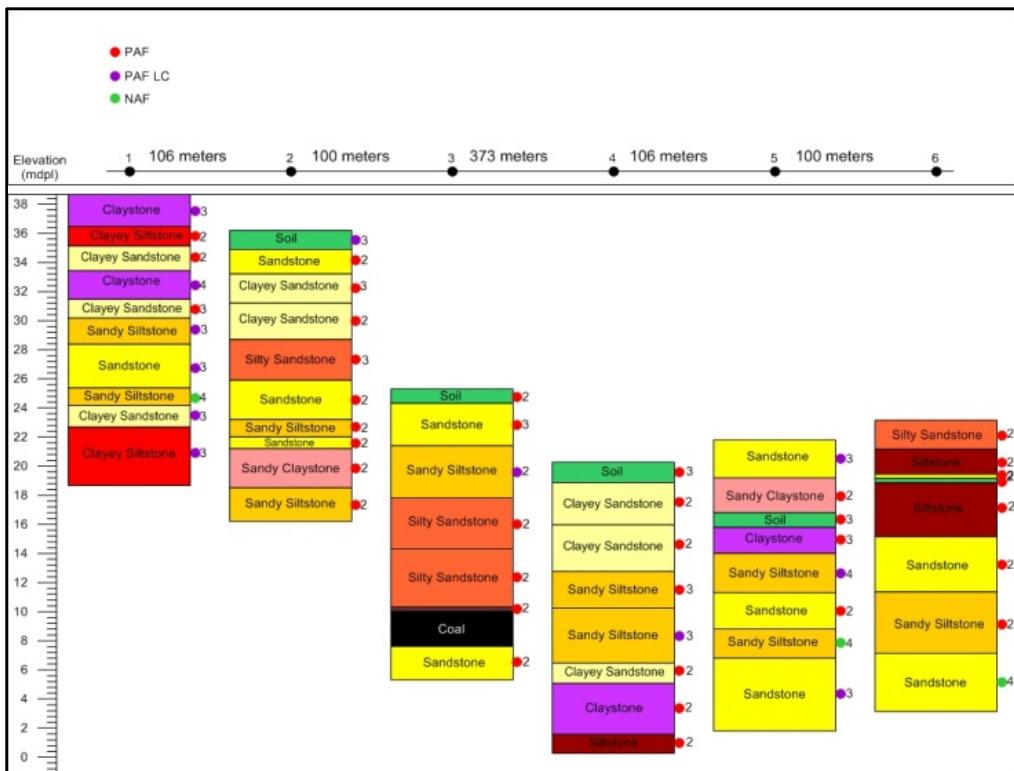 PAF
PAF LC
NAF
Elevation
(mdpl)
1 106 meters 2 100 meters 3 373 meters 4 106 meters 5 100 meters 6
38
36
34
32
30
28
26
24
22
20
18
16
14
12
10
8
6
4
2
0
Claystone 3
Clayey Siltstone 2
Clayey Sandstone 2
Claystone 4
Clayey Sandstone 3
Sandy Siltstone 3
Sandstone 3
Sandy Siltstone 4
Clayey Sandstone 3
Clayey Siltstone 3
Soil 3
Sandstone 2
Clayey Sandstone 3
Clayey Sandstone 2
Silty Sandstone 3
Sandstone 2
Sandy Siltstone 2
Sandstone 2
Sandy Claystone 2
Sandy Siltstone 2
Soil 2
Sandstone 3
Sandy Siltstone 2
Silty Sandstone 2
Silty Sandstone 2
2
Coal
Sandstone 2
Soil 3
Clayey Sandstone 2
Clayey Sandstone 2
Sandy Siltstone 3
Sandy Siltstone 3
Clayey Sandstone 2
Claystone 2
Siltstone 2
Sandstone 3
Sandy Claystone 2
Soil 3
Claystone 3
Sandy Siltstone 4
Sandstone 2
Sandy Siltstone 4
Sandstone 3
Silty Sandstone 2
Siltstone 2
2
2
Siltstone 2
Sandstone 2
Sandy Siltstone 2
Sandstone 4